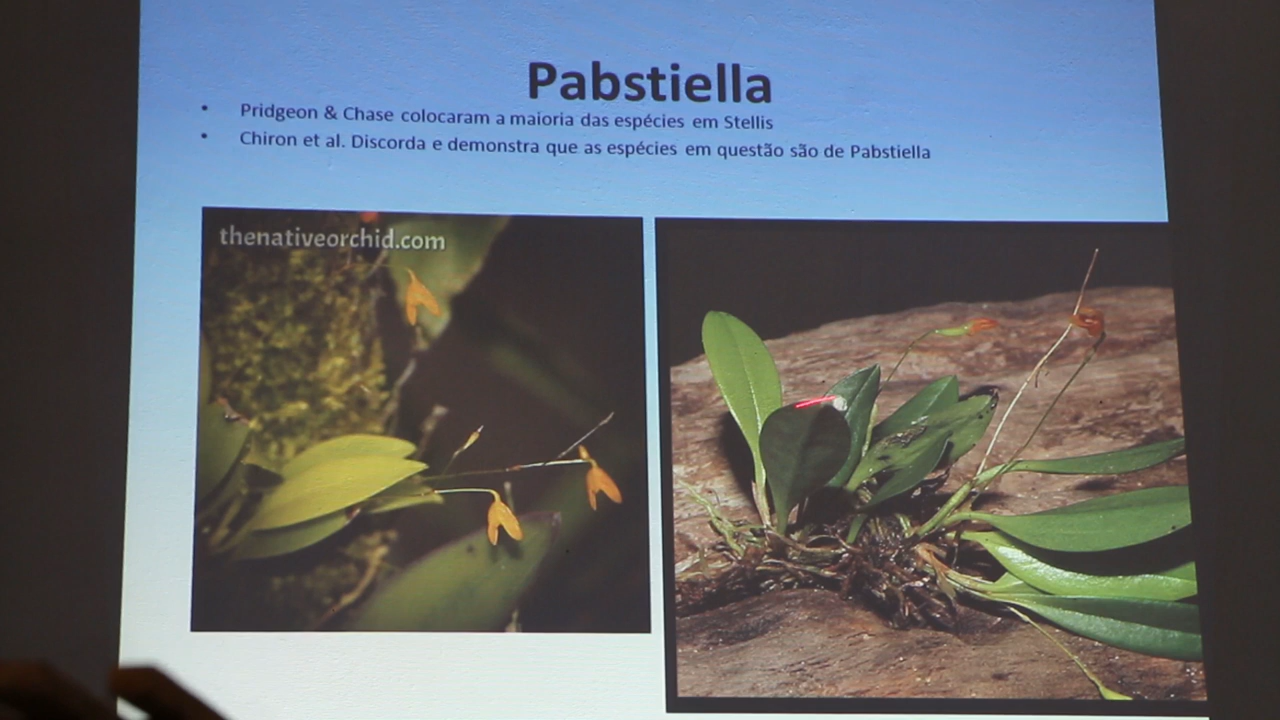 Pabstiella
• Pridgeon & Chase colocaram a maioria das espécies em Stellis
• Chiron et al. Discorda e demonstra que as espécies em questão são de Pabstiella
thenativeorchid.com